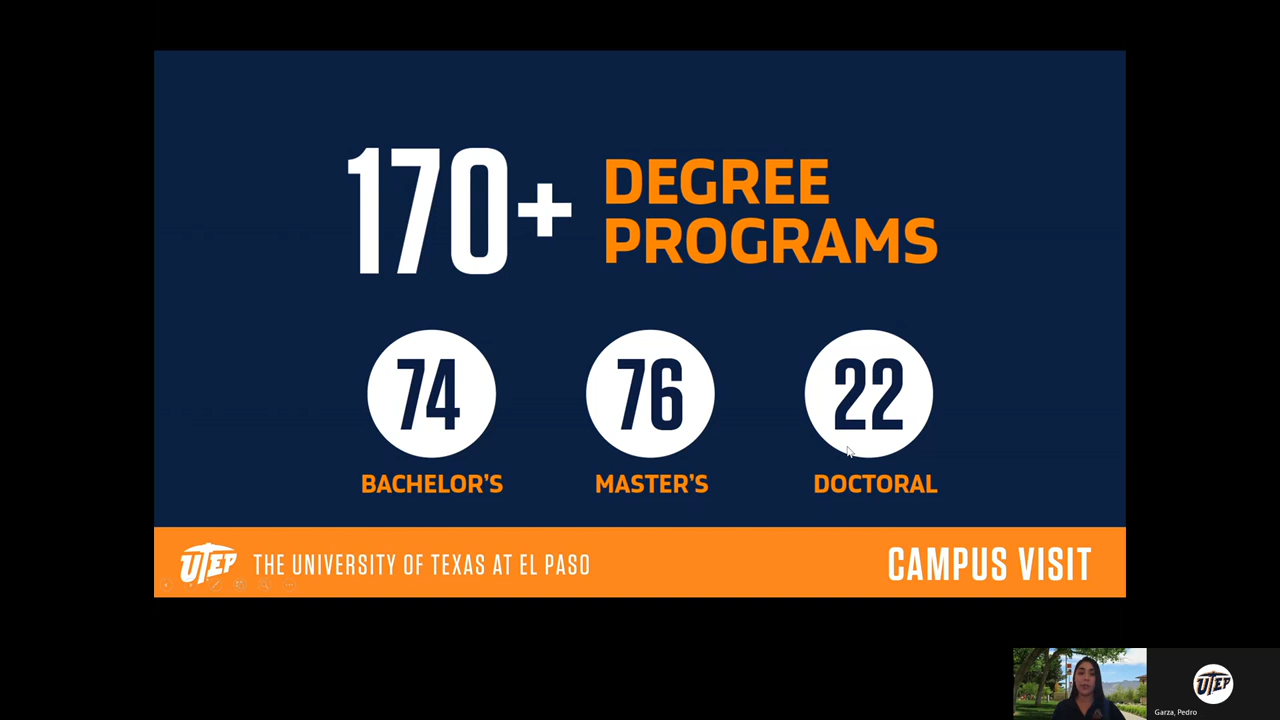 170+
DEGREE
PROGRAMS
74
76
22
BACHELOR'S
MASTER'S
DOCTORAL
UTEP
THE UNIVERSITY OF TEXAS AT EL PASO
CAMPUS VISIT
UTEP
Garza, Pedro